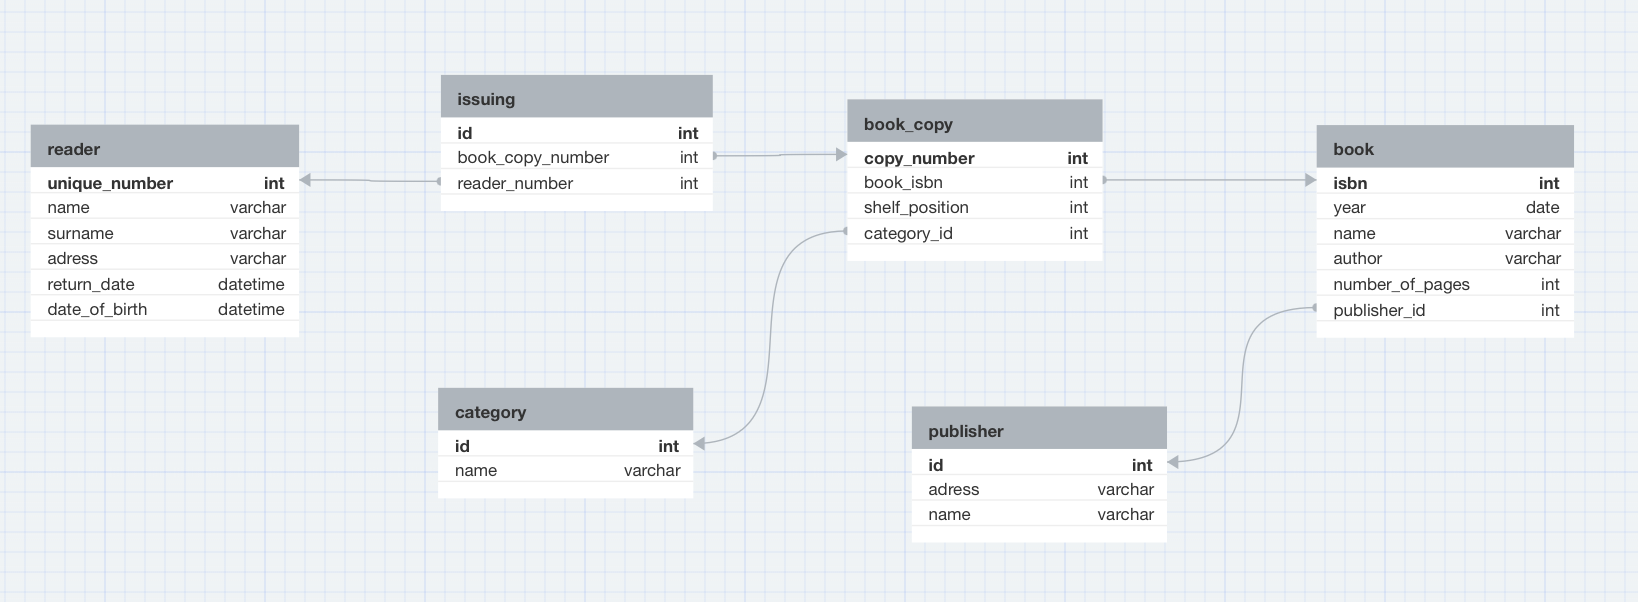 reader
unique_number int
name varchar
surname varchar
adress varchar
return_date datetime
date_of_birth datetime
issuing
id int
book_copy_number int
reader_number int
book_copy
copy_number int
book_isbn int
shelf_position int
category_id int
book
isbn int
year date
name varchar
author varchar
number_of_pages int
publisher_id int
category
id int
name varchar
publisher
id int
adress varchar
name varchar